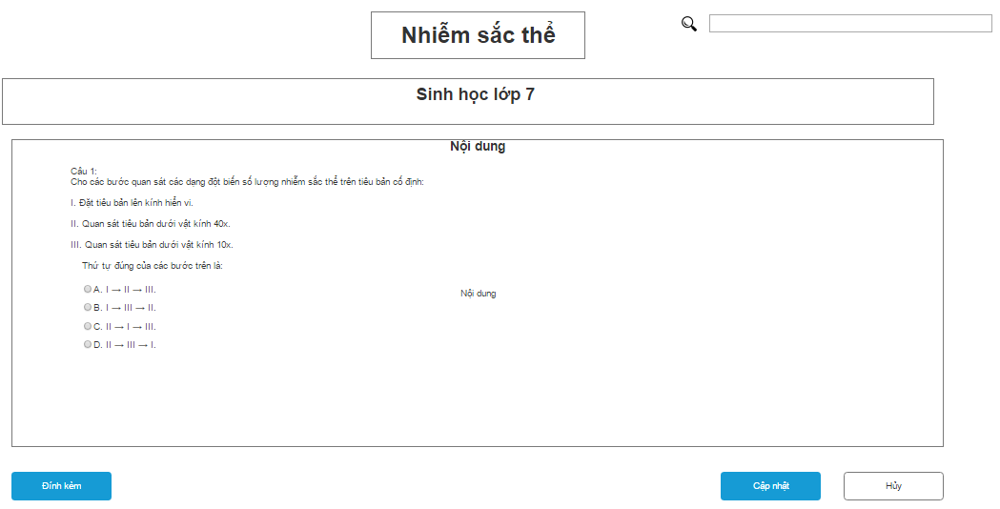 Nhiễm sắc thể
Sinh học lớp 7
Nội dung
Câu 1:
Cho các bước quan sát các dạng đột biến số lượng nhiễm sắc thể trên tiêu bản cố định:
I. Đặt tiêu bản lên kính hiển vi.
II. Quan sát tiêu bản dưới vật kính 40x.
III. Quan sát tiêu bản dưới vật kính 10x.
Thứ tự đúng của các bước trên là:
A. I → II → III.
Nội dung
B. I → III → II.
C. II → I → III.
D. II → III → I.
Đính kèm
Cập nhật
Hủy